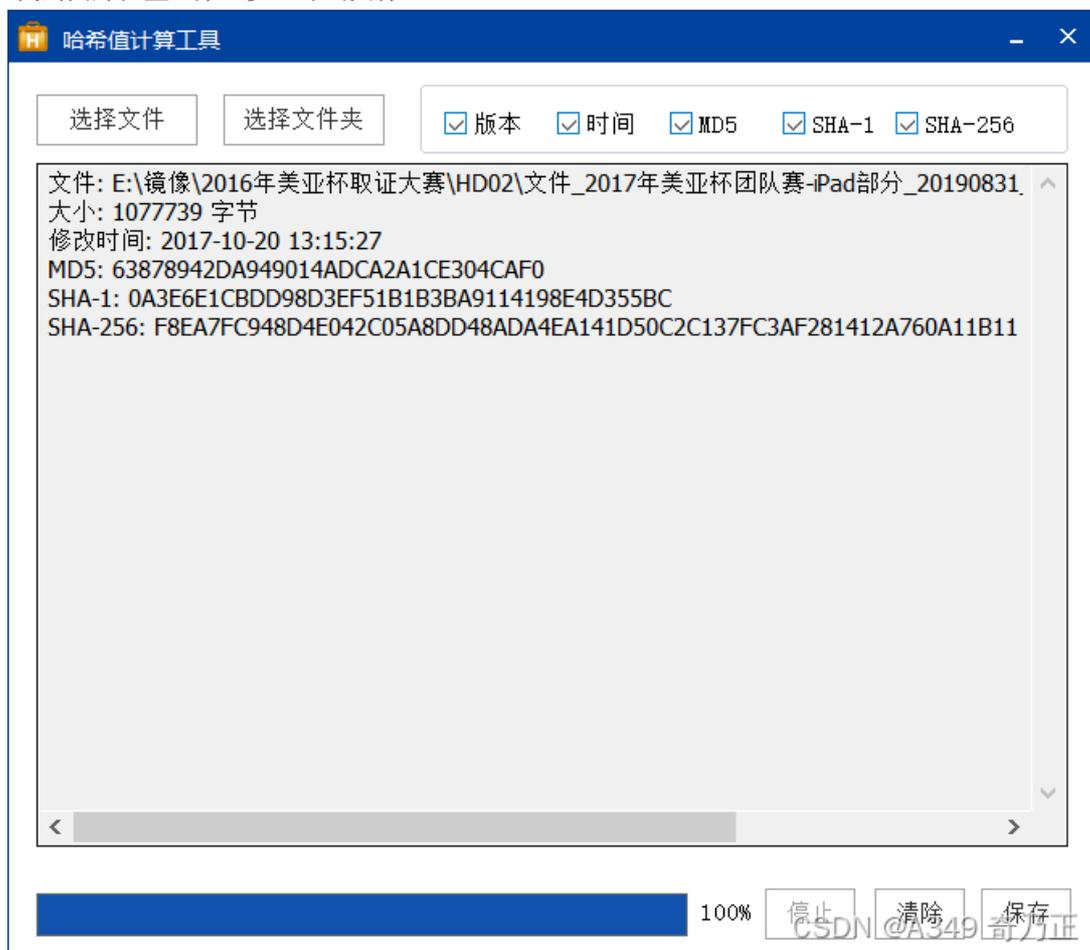 哈希值计算工具
选择文件 选择文件夹 版本 时间 MD5 SHA-1 SHA-256
文件: E:\镜像\2016年美亚杯取证大赛\HD02\文件_2017年美亚杯团队赛-iPad部分_20190831_
大小: 1077739 字节
修改时间: 2017-10-20 13:15:27
MD5: 63878942DA949014ADCA2A1CE304CAF0
SHA-1: 0A3E6E1CBDD98D3EF51B1B3BA9114198E4D355BC
SHA-256: F8EA7FC948D4E042C05A8DD48ADA4EA141D50C2C137FC3AF281412A760A11B11
100% 停止 清除 保存
CSDN @A349 奇乃正